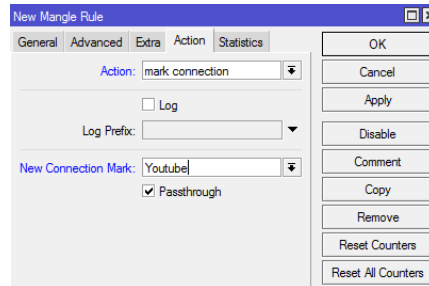 New Mangle Rule
General Advanced Extra Action Statistics
Action: mark connection
Log
Log Prefix:
New Connection Mark: Youtube
Passthrough
OK
Cancel
Apply
Disable
Comment
Copy
Remove
Reset Counters
Reset All Counters